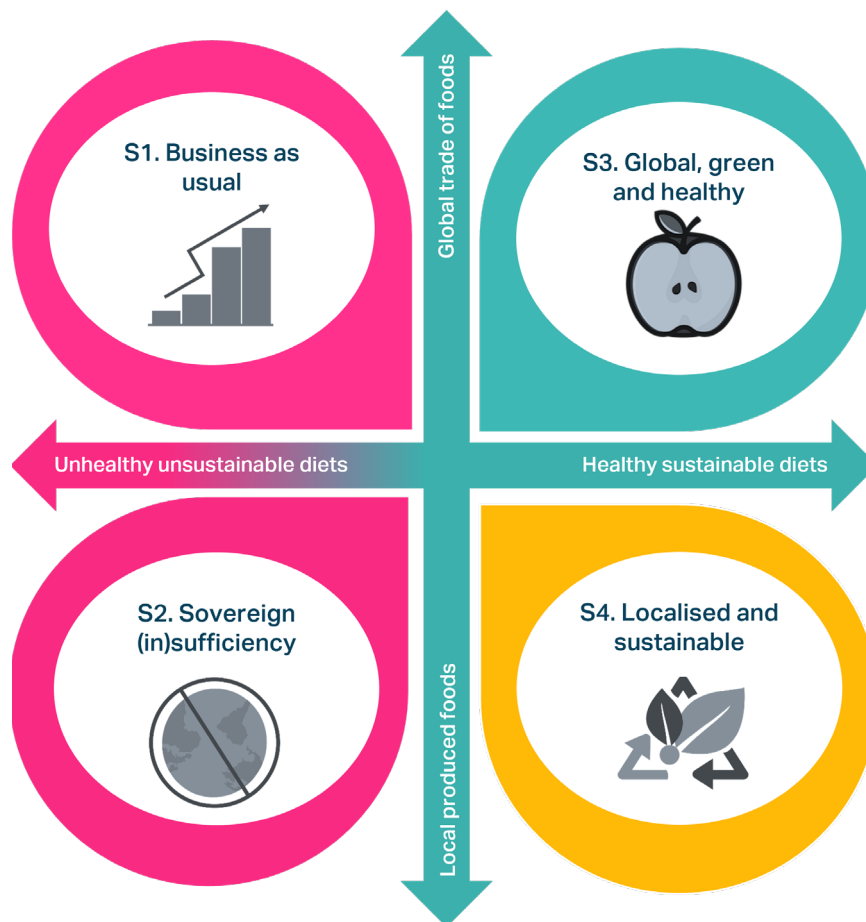 Global trade of foods
S1. Business as
usual
S3. Global, green
and healthy
Unhealthy unsustainable diets
Healthy sustainable diets
S2. Sovereign
(in)sufficiency
S4. Localised and
sustainable
Local produced foods